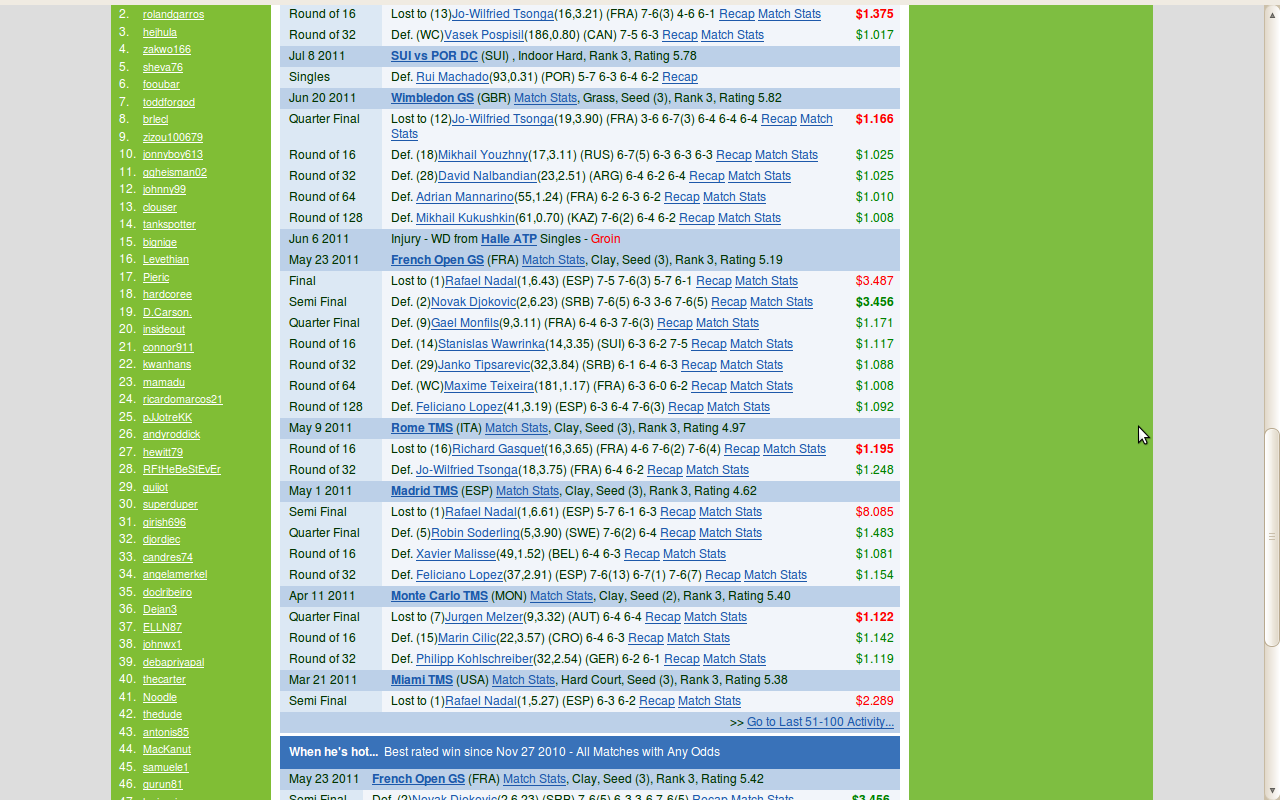 2. rolandgarros
3. hejhula
4. zakwo166
5. sheva76
6. fooubar
7. toddforgod
8. brlecl
9. zizou100679
10. jonnyboy613
11. ggheisman02
12. johnny99
13. clouser
14. tankspotter
15. bignige
16. Levethian
17. Pieric
18. hardcoree
19. D.Carson.
20. insideout
21. connor911
22. kwanhans
23. mamadu
24. ricardomarcos21
25. pJJotreKK
26. andyroddick
27. hewitt79
28. RFtHeBeStEvEr
29. guijot
30. superduper
31. girish696
32. djordjec
33. candres74
34. angelamerkel
35. doclribeiro
36. Dejan3
37. ELLN87
38. johnwx1
39. debapriyapal
40. thecarter
41. Noodle
42. thedude
43. antonis85
44. MacKanut
45. samuele1
46. gurun81
Round of 16 Lost to (13)Jo-Wilfried Tsonga(16,3.21) (FRA) 7-6(3) 4-6 6-1 Recap Match Stats $1.375
Round of 32 Def. (WC)Vasek Pospisil(186,0.80) (CAN) 7-5 6-3 Recap Match Stats $1.017
Jul 8 2011 SUI vs POR DC (SUI) , Indoor Hard, Rank 3, Rating 5.78
Singles Def. Rui Machado(93,0.31) (POR) 5-7 6-3 6-4 6-2 Recap
Jun 20 2011 Wimbledon GS (GBR) Match Stats, Grass, Seed (3), Rank 3, Rating 5.82
Quarter Final Lost to (12)Jo-Wilfried Tsonga(19,3.90) (FRA) 3-6 6-7(3) 6-4 6-4 6-4 Recap Match $1.166
Stats
Round of 16 Def. (18)Mikhail Youzhny(17,3.11) (RUS) 6-7(5) 6-3 6-3 6-3 Recap Match Stats $1.025
Round of 32 Def. (28)David Nalbandian(23,2.51) (ARG) 6-4 6-2 6-4 Recap Match Stats $1.025
Round of 64 Def. Adrian Mannarino(55,1.24) (FRA) 6-2 6-3 6-2 Recap Match Stats $1.010
Round of 128 Def. Mikhail Kukushkin(61,0.70) (KAZ) 7-6(2) 6-4 6-2 Recap Match Stats $1.008
Jun 6 2011 Injury - WD from Halle ATP Singles - Groin
May 23 2011 French Open GS (FRA) Match Stats, Clay, Seed (3), Rank 3, Rating 5.19
Final Lost to (1)Rafael Nadal(1,6.43) (ESP) 7-5 7-6(3) 5-7 6-1 Recap Match Stats $3.487
Semi Final Def. (2)Novak Djokovic(2,6.23) (SRB) 7-6(5) 6-3 3-6 7-6(5) Recap Match Stats $3.456
Quarter Final Def. (9)Gael Monfils(9,3.11) (FRA) 6-4 6-3 7-6(3) Recap Match Stats $1.171
Round of 16 Def. (14)Stanislas Wawrinka(14,3.35) (SUI) 6-3 6-2 7-5 Recap Match Stats $1.117
Round of 32 Def. (29)Janko Tipsarevic(32,3.84) (SRB) 6-1 6-4 6-3 Recap Match Stats $1.088
Round of 64 Def. (WC)Maxime Teixeira(181,1.17) (FRA) 6-3 6-0 6-2 Recap Match Stats $1.008
Round of 128 Def. Feliciano Lopez(41,3.19) (ESP) 6-3 6-4 7-6(3) Recap Match Stats $1.092
May 9 2011 Rome TMS (ITA) Match Stats, Clay, Seed (3), Rank 3, Rating 4.97
Round of 16 Lost to (16)Richard Gasquet(16,3.65) (FRA) 4-6 7-6(2) 7-6(4) Recap Match Stats $1.195
Round of 32 Def. Jo-Wilfried Tsonga(18,3.75) (FRA) 6-4 6-2 Recap Match Stats $1.248
May 1 2011 Madrid TMS (ESP) Match Stats, Clay, Seed (3), Rank 3, Rating 4.62
Semi Final Lost to (1)Rafael Nadal(1,6.61) (ESP) 5-7 6-1 6-3 Recap Match Stats $8.085
Quarter Final Def. (5)Robin Soderling(5,3.90) (SWE) 7-6(2) 6-4 Recap Match Stats $1.483
Round of 16 Def. Xavier Malisse(49,1.52) (BEL) 6-4 6-3 Recap Match Stats $1.081
Round of 32 Def. Feliciano Lopez(37,2.91) (ESP) 7-6(13) 6-7(1) 7-6(7) Recap Match Stats $1.154
Apr 11 2011 Monte Carlo TMS (MON) Match Stats, Clay, Seed (2), Rank 3, Rating 5.40
Quarter Final Lost to (7)Jurgen Melzer(9,3.32) (AUT) 6-4 6-4 Recap Match Stats $1.122
Round of 16 Def. (15)Marin Cilic(22,3.57) (CRO) 6-4 6-3 Recap Match Stats $1.142
Round of 32 Def. Philipp Kohlschreiber(32,2.54) (GER) 6-2 6-1 Recap Match Stats $1.119
Mar 21 2011 Miami TMS (USA) Match Stats, Hard Court, Seed (3), Rank 3, Rating 5.38
Semi Final Lost to (1)Rafael Nadal(1,5.27) (ESP) 6-3 6-2 Recap Match Stats $2.289
>> Go to Last 51-100 Activity...
When he's hot... Best rated win since Nov 27 2010 - All Matches with Any Odds
May 23 2011 French Open GS (FRA) Match Stats, Clay, Seed (3), Rank 3, Rating 5.42
Semi Final Def. (2)Novak Djokovic(2,6.23) (SRB) 7-6(5) 6-3 3-6 7-6(5) Recap Match Stats $3.456